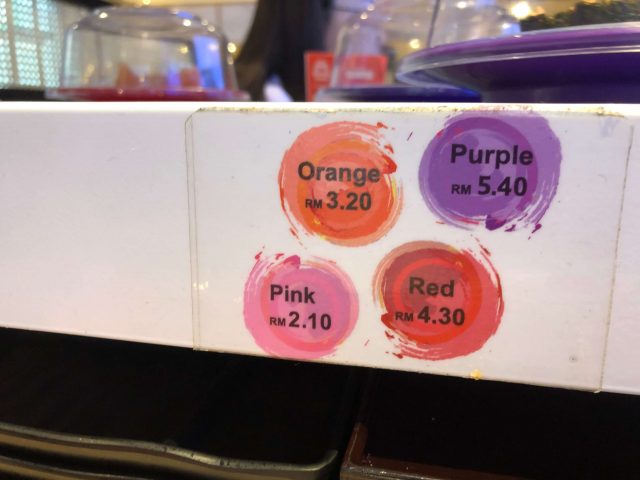 Orange
RM 3.20
Purple
RM 5.40
Pink
RM 2.10
Red
RM 4.30